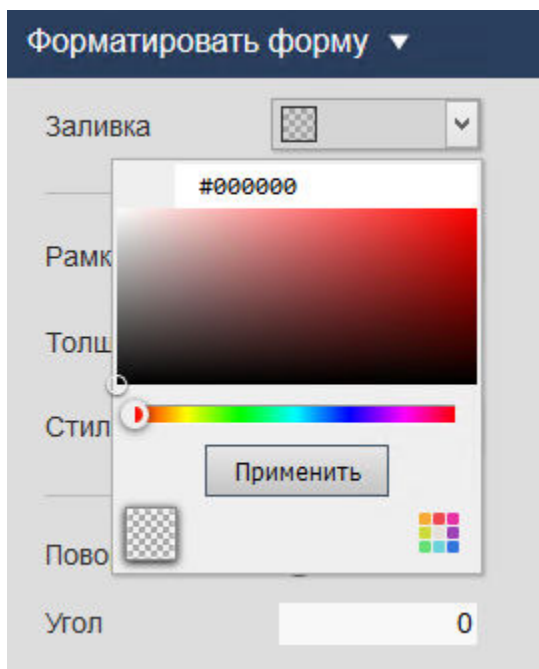 Форматировать форму
Заливка
#000000
Рамк
Толщ
Стил
Применить
Пово
Угол
0